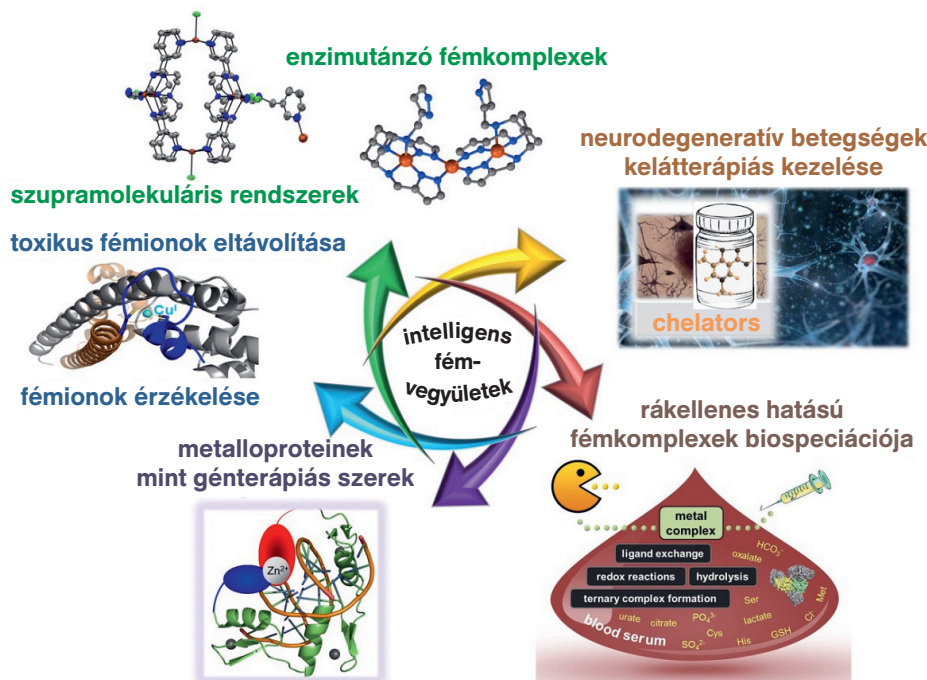 enzimutánzó fémkomplexek
szupramolekuláris rendszerek
neurodegeneratív betegségek
kelátterápiás kezelése
chelators
toxikus fémionok eltávolítása
Cuᴵ
fémionok érzékelése
intelligens
fém-
vegyületek
rákellenes hatású
fémkomplexek biospeciációja
metal
complex
ligand exchange
redox reactions
hydrolysis
ternary complex formation
HCO₃⁻
oxalate
Ser
Met
urate
citrate
PO₄³⁻
lactate
Cl⁻
blood serum
Cys
SO₄²⁻
His
GSH
metalloproteinek
mint génterápiás szerek
Zn²⁺